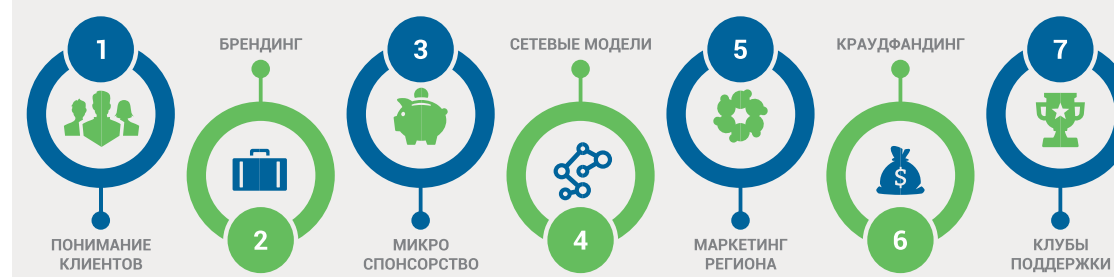 1
ПОНИМАНИЕ
КЛИЕНТОВ
БРЕНДИНГ
2
3
МИКРО
СПОНСОРСТВО
СЕТЕВЫЕ МОДЕЛИ
4
5
МАРКЕТИНГ
РЕГИОНА
КРАУДФАНДИНГ
$
6
7
КЛУБЫ
ПОДДЕРЖКИ